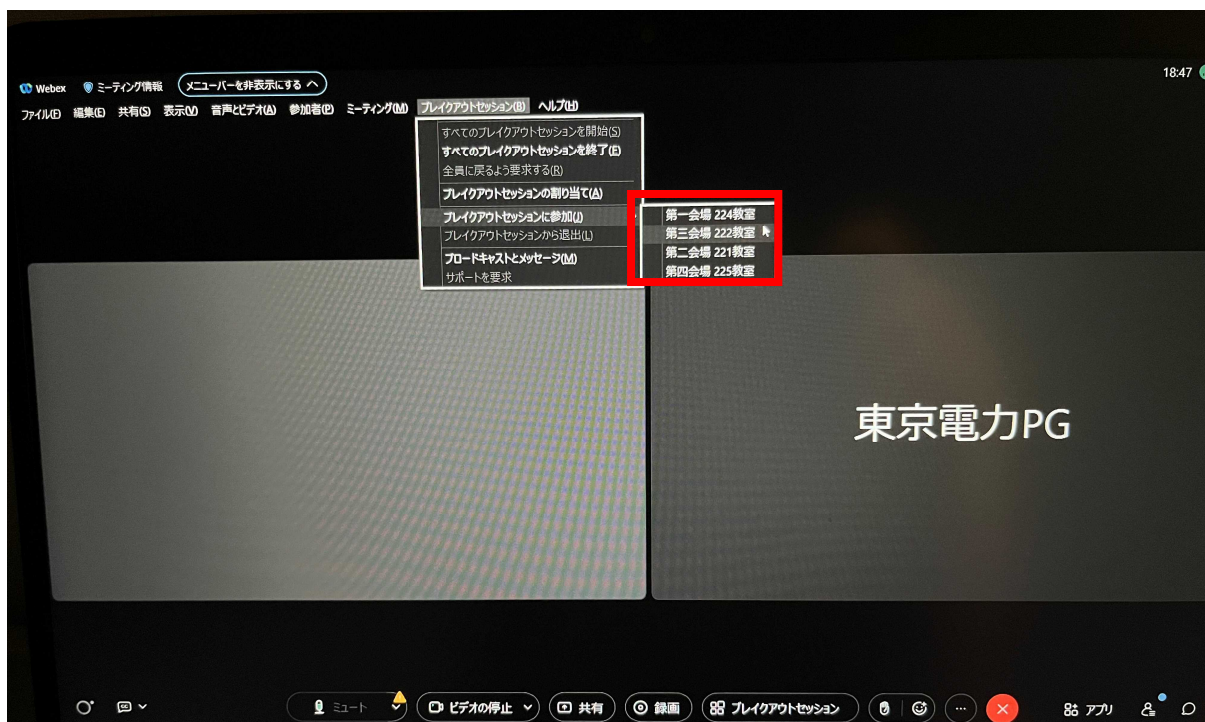 18:47
Webex ミーティング情報 メニューバーを非表示にする
ファイル(F) 編集(E) 共有(S) 表示(V) 音声とビデオ(A) 参加者(P) ミーティング(M) ブレイクアウトセッション(B) ヘルプ(H)
すべてのブレイクアウトセッションを開始(S)
すべてのブレイクアウトセッションを終了(E)
全員に戻るよう要求する(R)
ブレイクアウトセッションの割り当て(A)
ブレイクアウトセッションに参加(J)
ブレイクアウトセッションから退出(L)
ブロードキャストとメッセージ(M)
サポートを要求
第一会場 224教室
第三会場 222教室
第二会場 221教室
第四会場 225教室
東京電力PG
ミュート ビデオの停止 共有 録画 ブレイクアウトセッション アプリ